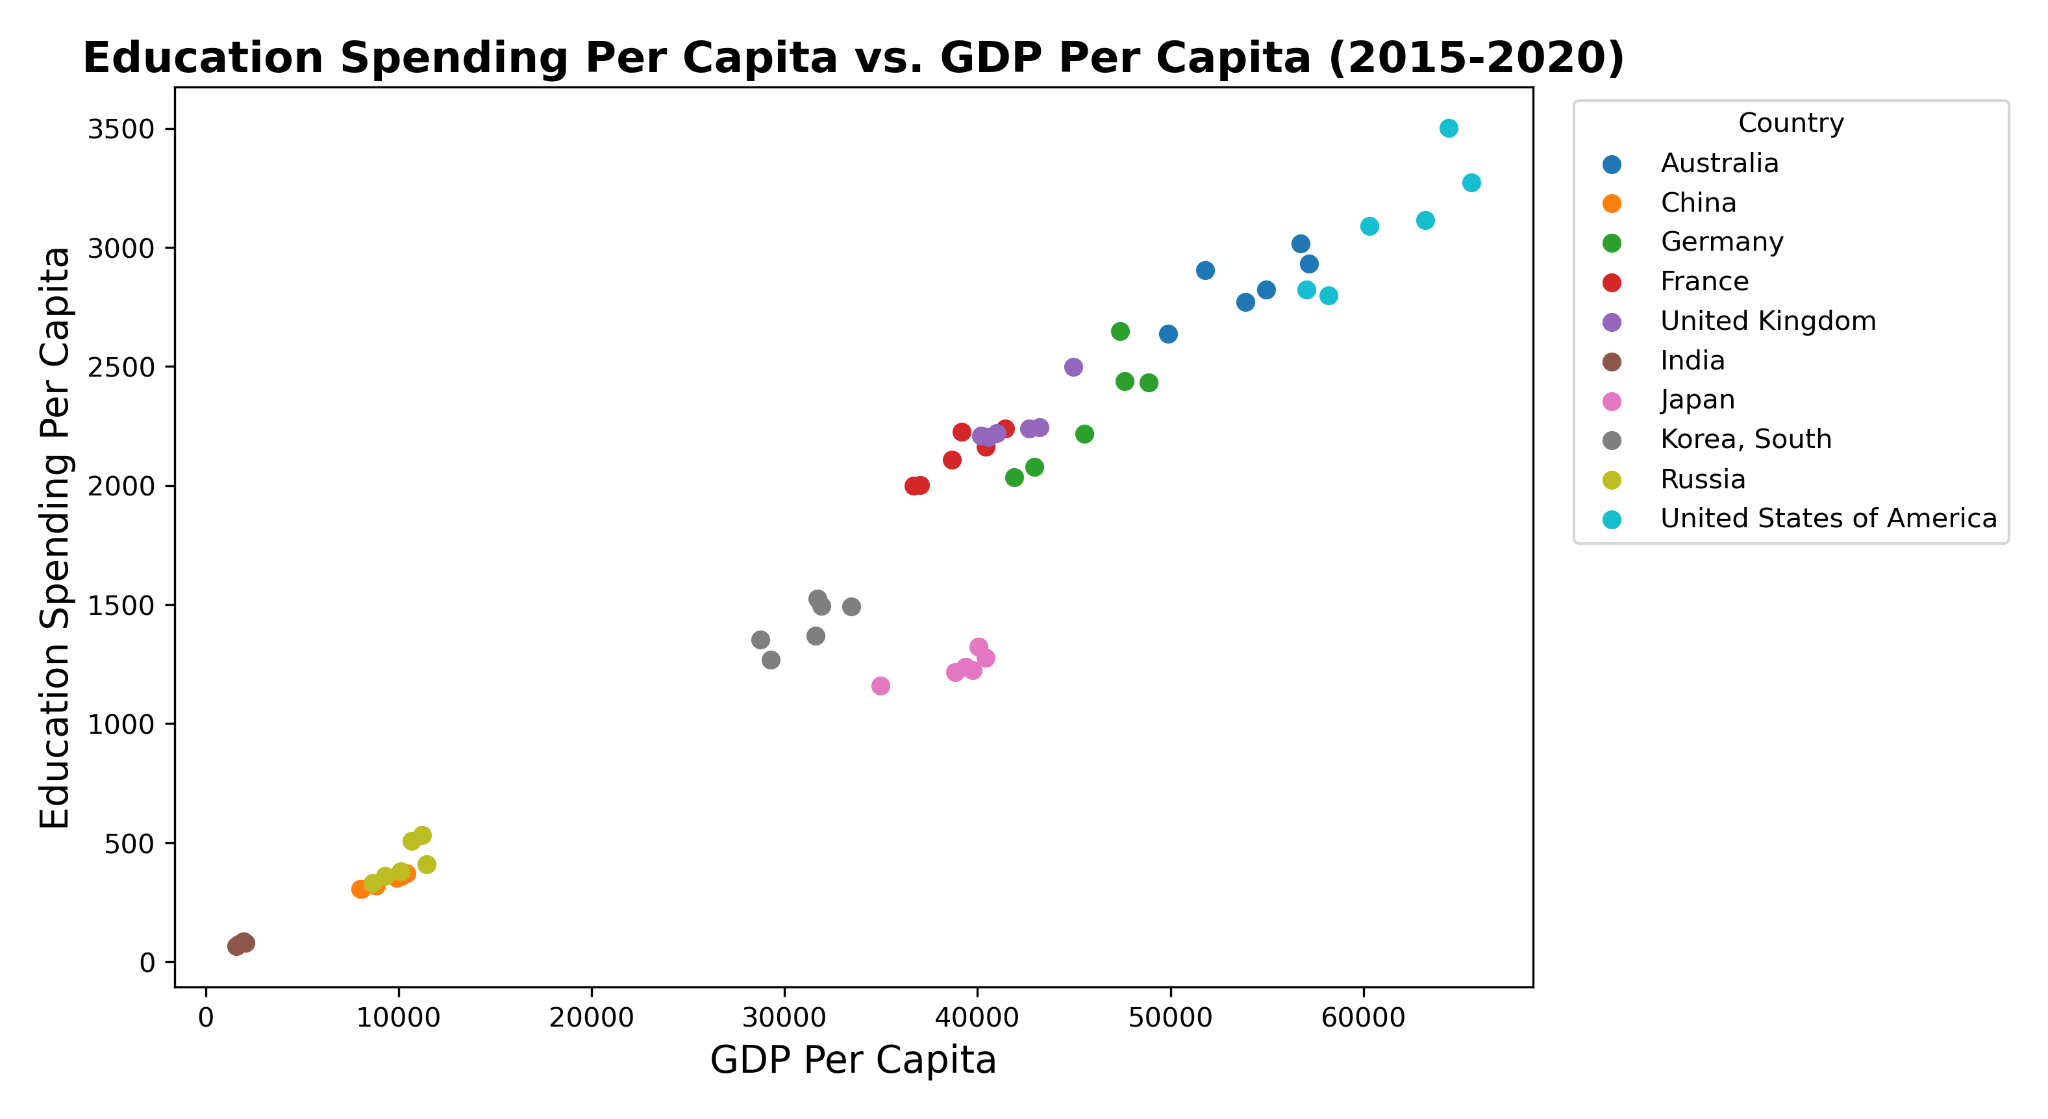 Education Spending Per Capita vs. GDP Per Capita (2015-2020)
Education Spending Per Capita
3500
3000
2500
2000
1500
1000
500
0
0 10000 20000 30000 40000 50000 60000
GDP Per Capita
Country
Australia
China
Germany
France
United Kingdom
India
Japan
Korea, South
Russia
United States of America